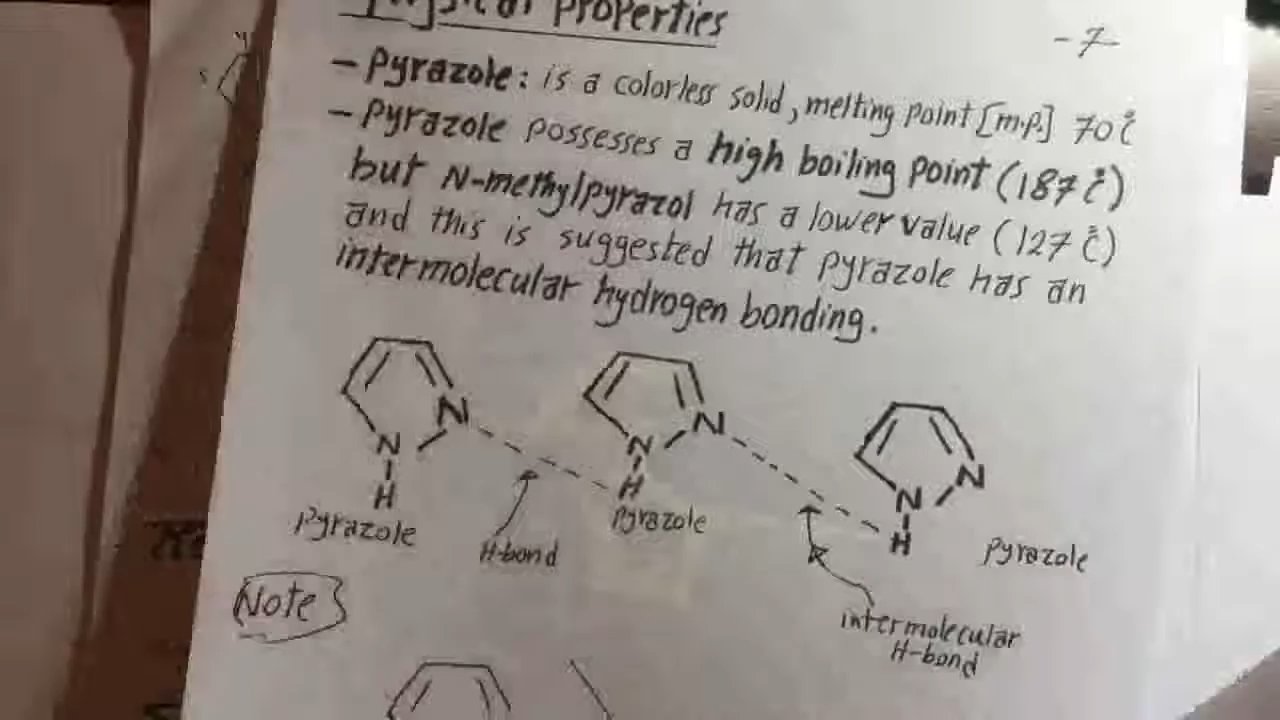 Physical Properties
-7-
- Pyrazole: is a colorless solid, melting point [m.p.] 70 °C
- Pyrazole possesses a high boiling point (187 °C)
but N-methylpyrazol has a lower value (127 °C)
and this is suggested that pyrazole has an
intermolecular hydrogen bonding.
N N N
N N N
H H H
Pyrazole Pyrazole Pyrazole
H-bond
intermolecular
H-bond
Note